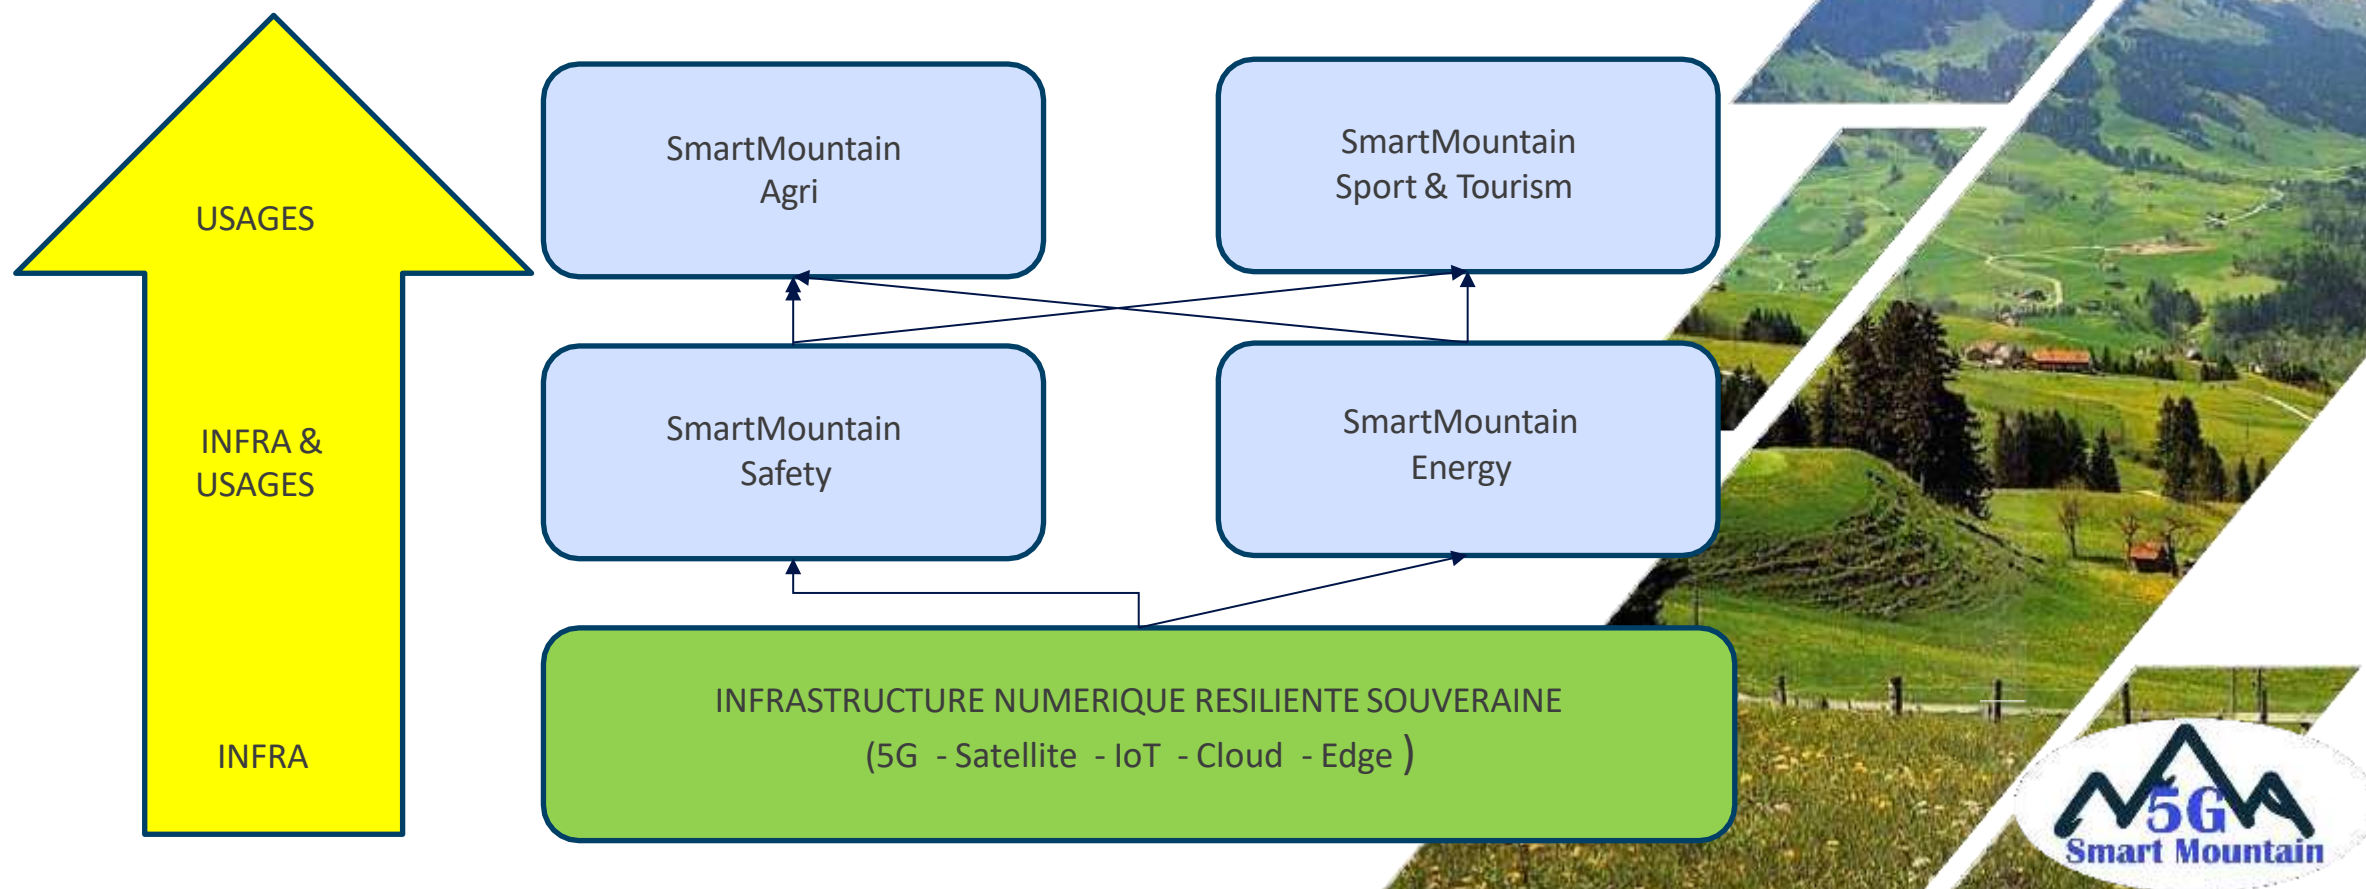 USAGES
INFRA &
USAGES
INFRA
SmartMountain
Agri
SmartMountain
Sport & Tourism
SmartMountain
Safety
SmartMountain
Energy
INFRASTRUCTURE NUMERIQUE RESILIENTE SOUVERAINE
(5G - Satellite - IoT - Cloud - Edge )
5G
Smart Mountain